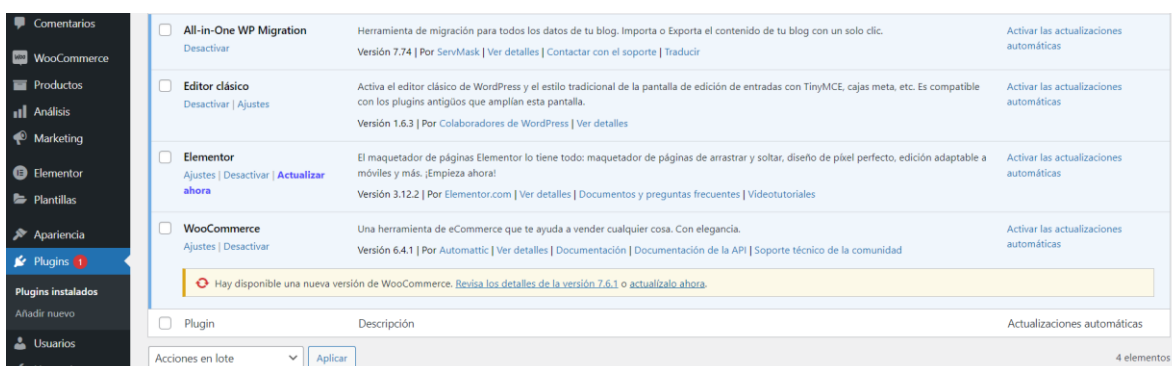 Comentarios
WooCommerce
Productos
Análisis
Marketing
Elementor
Plantillas
Apariencia
Plugins 1
Plugins instalados
Añadir nuevo
Usuarios
All-in-One WP Migration
Desactivar
Herramienta de migración para todos los datos de tu blog. Importa o Exporta el contenido de tu blog con un solo clic.
Versión 7.74 | Por ServMask | Ver detalles | Contactar con el soporte | Traducir
Activar las actualizaciones
automáticas
Editor clásico
Desactivar | Ajustes
Activa el editor clásico de WordPress y el estilo tradicional de la pantalla de edición de entradas con TinyMCE, cajas meta, etc. Es compatible
con los plugins antigüos que amplían esta pantalla.
Versión 1.6.3 | Por Colaboradores de WordPress | Ver detalles
Activar las actualizaciones
automáticas
Elementor
Ajustes | Desactivar | Actualizar
ahora
El maquetador de páginas Elementor lo tiene todo: maquetador de páginas de arrastrar y soltar, diseño de píxel perfecto, edición adaptable a
móviles y más. ¡Empieza ahora!
Versión 3.12.2 | Por Elementor.com | Ver detalles | Documentos y preguntas frecuentes | Videotutoriales
Activar las actualizaciones
automáticas
WooCommerce
Ajustes | Desactivar
Una herramienta de eCommerce que te ayuda a vender cualquier cosa. Con elegancia.
Versión 6.4.1 | Por Automattic | Ver detalles | Documentación | Documentación de la API | Soporte técnico de la comunidad
Activar las actualizaciones
automáticas
Hay disponible una nueva versión de WooCommerce. Revisa los detalles de la versión 7.6.1 o actualízalo ahora.
Plugin
Descripción
Actualizaciones automáticas
Acciones en lote
Aplicar
4 elementos